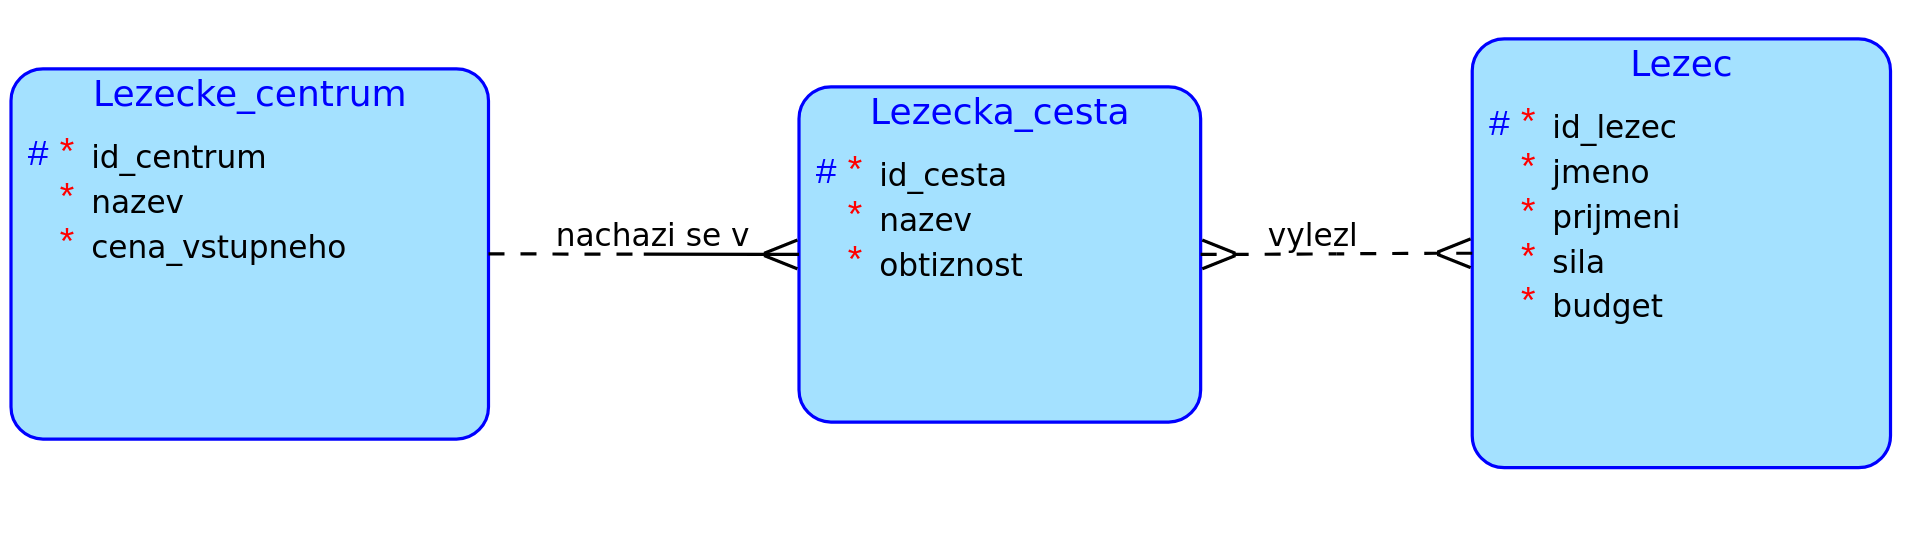 Lezecke_centrum
# * id_centrum
* nazev
* cena_vstupneho
nachazi se v
Lezecka_cesta
# * id_cesta
* nazev
* obtiznost
vylezl
Lezec
# * id_lezec
* jmeno
* prijmeni
* sila
* budget